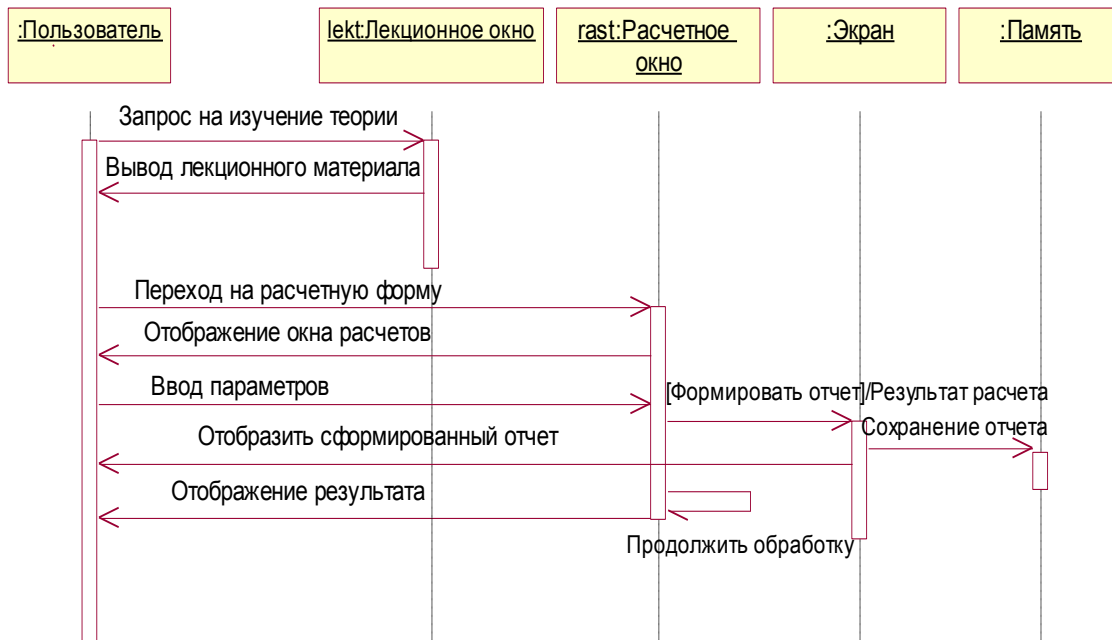 :Пользователь
lekt:Лекционное окно
rast:Расчетное
окно
:Экран
:Память
Запрос на изучение теории
Вывод лекционного материала
Переход на расчетную форму
Отображение окна расчетов
Ввод параметров
[Формировать отчет]/Результат расчета
Сохранение отчета
Отобразить сформированный отчет
Отображение результата
Продолжить обработку